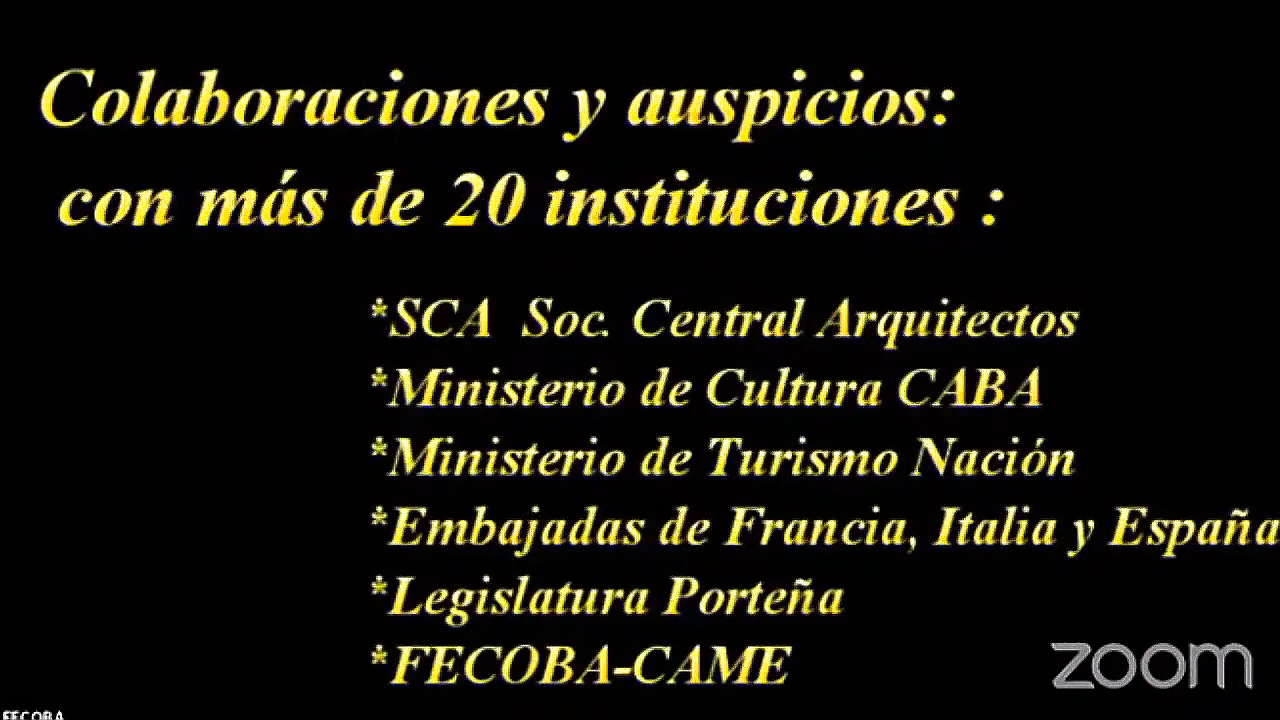 Colaboraciones y auspicios:
con más de 20 instituciones :
*SCA Soc. Central Arquitectos
*Ministerio de Cultura CABA
*Ministerio de Turismo Nación
*Embajadas de Francia, Italia y España
*Legislatura Porteña
*FECOBA-CAME
zoom
FECOBA